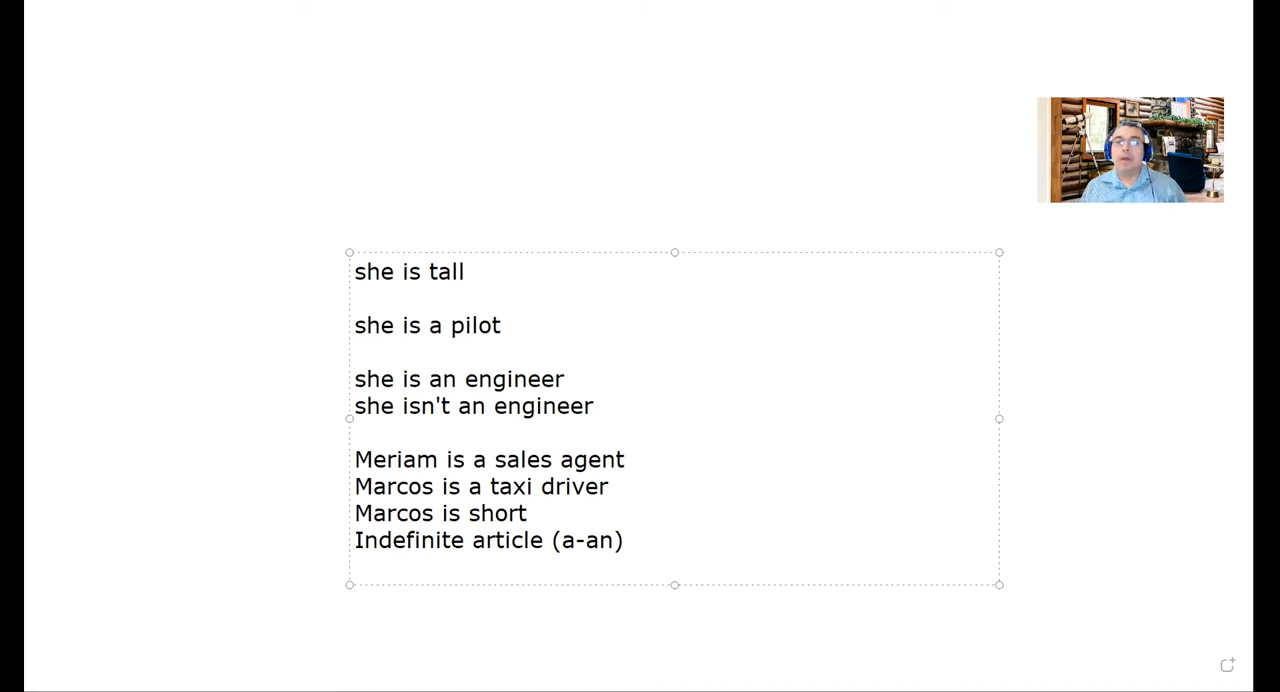 she is tall
she is a pilot
she is an engineer
she isn't an engineer
Meriam is a sales agent
Marcos is a taxi driver
Marcos is short
Indefinite article (a-an)